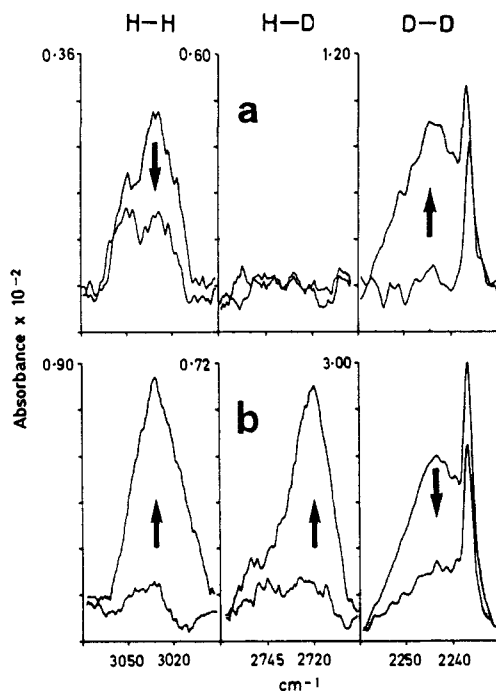 H—H H—D D—D
0·36 0·60 1·20
a
Absorbance x 10⁻²
0·90 0·72 3·00
b
3050 3020 2745 2720 2250 2240
cm⁻¹